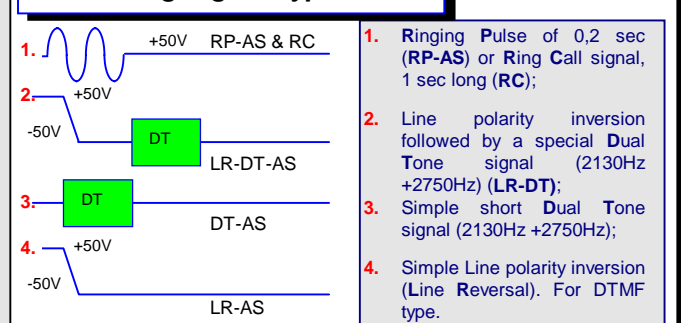 1.
+50V
RP-AS & RC
2.
+50V
-50V
DT
LR-DT-AS
3.
DT
DT-AS
4.
+50V
-50V
LR-AS
1. Ringing Pulse of 0,2 sec
(RP-AS) or Ring Call signal,
1 sec long (RC);
2. Line polarity inversion
followed by a special Dual
Tone signal (2130Hz
+2750Hz) (LR-DT);
3. Simple short Dual Tone
signal (2130Hz +2750Hz);
4. Simple Line polarity inversion
(Line Reversal). For DTMF
type.